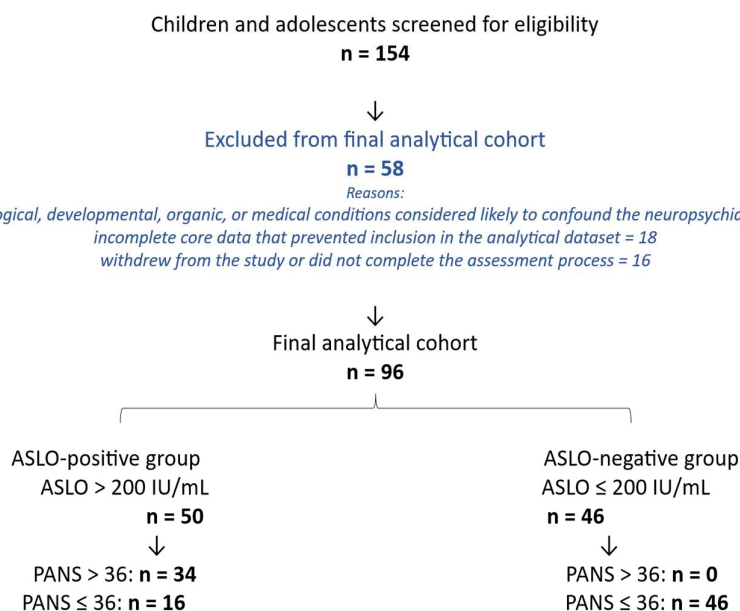 Children and adolescents screened for eligibility
n = 154
↓
Excluded from final analytical cohort
n = 58
Reasons:
developmental, organic, or medical conditions considered likely to confound the
incomplete core data that prevented inclusion in the analytical dataset = 18
withdrew from the study or did not complete the assessment process = 16
↓
Final analytical cohort
n = 96
ASLO-positive group
ASLO > 200 IU/mL
n = 50
↓
PANS > 36: n = 34
PANS ≤ 36: n = 16
ASLO-negative group
ASLO ≤ 200 IU/mL
n = 46
↓
PANS > 36: n = 0
PANS ≤ 36: n = 46